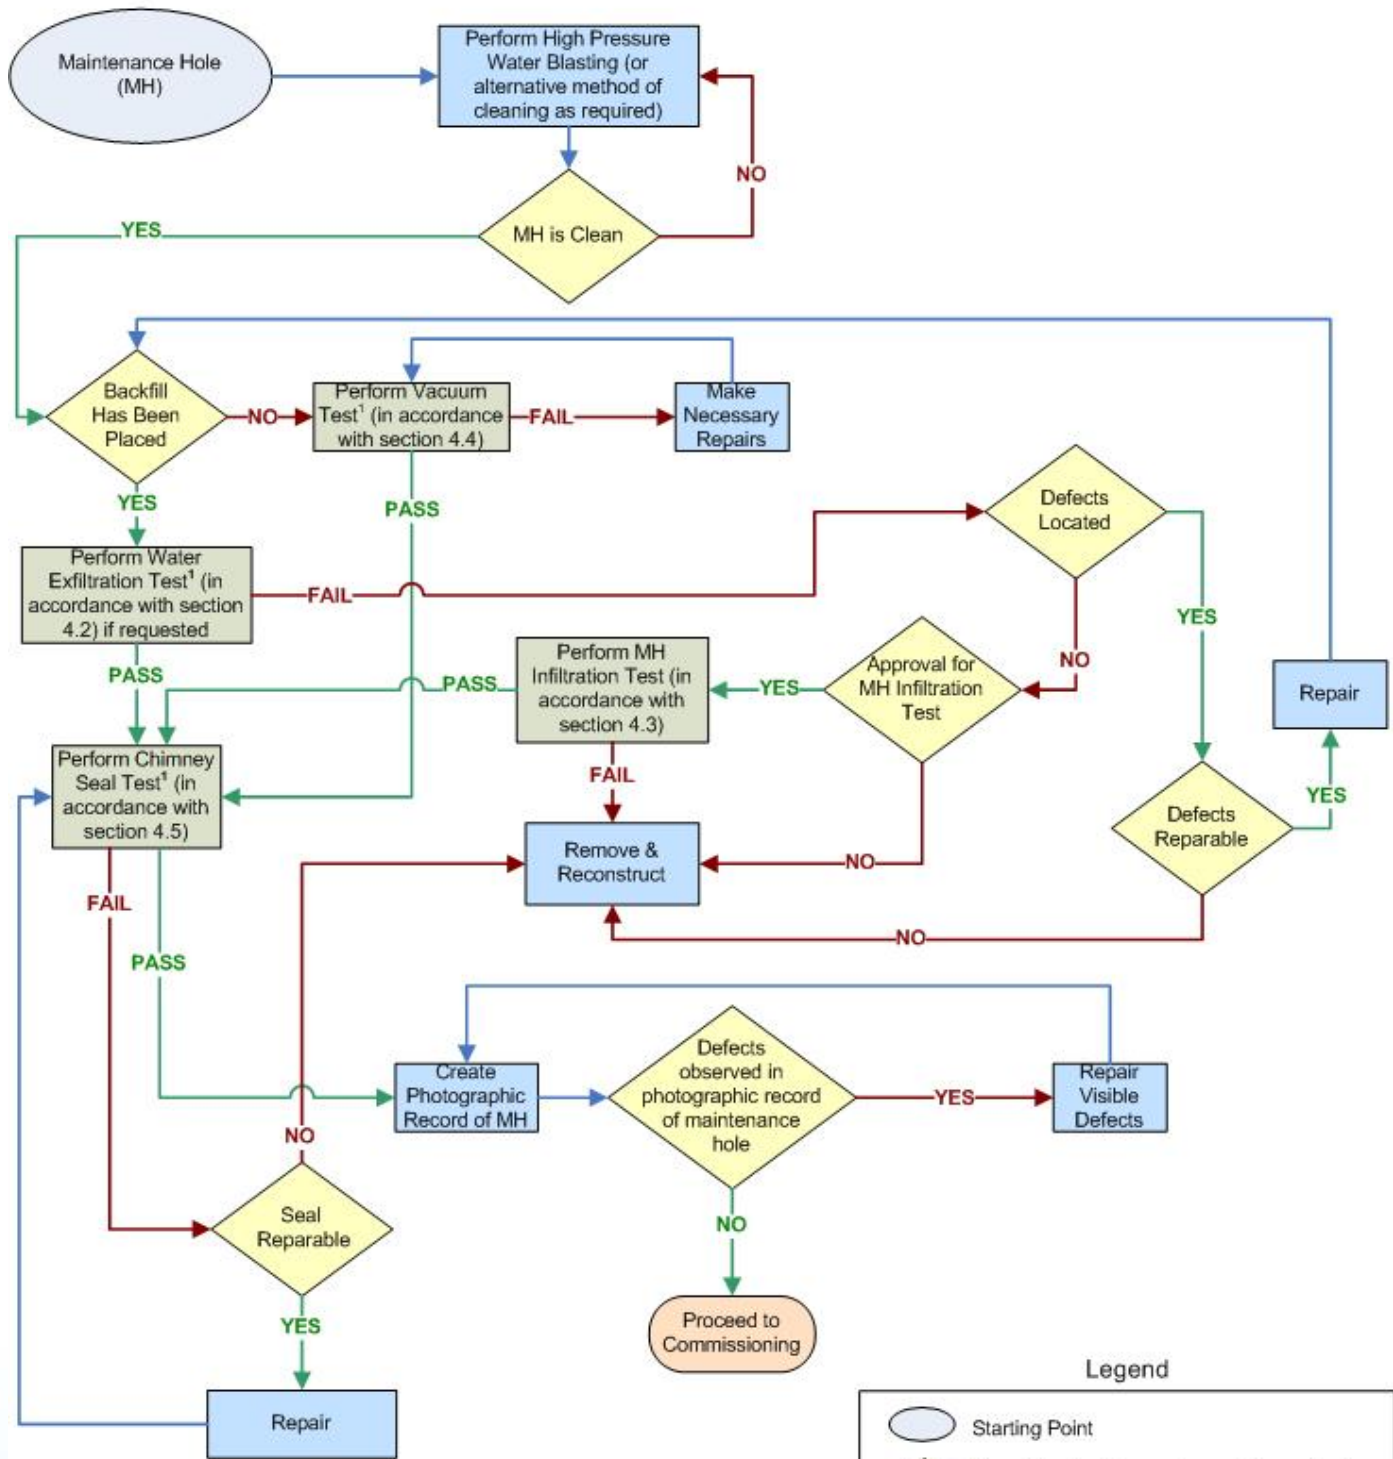 Maintenance Hole
(MH)
Perform High Pressure
Water Blasting (or
alternative method of
cleaning as required)
NO
MH is Clean
YES
Backfill
Has Been
Placed
NO
Perform Vacuum
Test¹ (in accordance
with section 4.4)
FAIL
Make
Necessary
Repairs
YES
PASS
Defects
Located
Perform Water
Exfiltration Test¹ (in
accordance with section
4.2) if requested
FAIL
YES
NO
PASS
PASS
Perform MH
Infiltration Test (in
accordance with
section 4.3)
YES
Approval for
MH Infiltration
Test
Repair
Perform Chimney
Seal Test¹ (in
accordance with
section 4.5)
FAIL
YES
Defects
Reparable
Remove &
Reconstruct
NO
FAIL
NO
PASS
Create
Photographic
Record of MH
Defects
observed in
photographic record
of maintenance
hole
YES
Repair
Visible
Defects
NO
Seal
Reparable
NO
YES
Proceed to
Commissioning
Repair
Legend
Starting Point